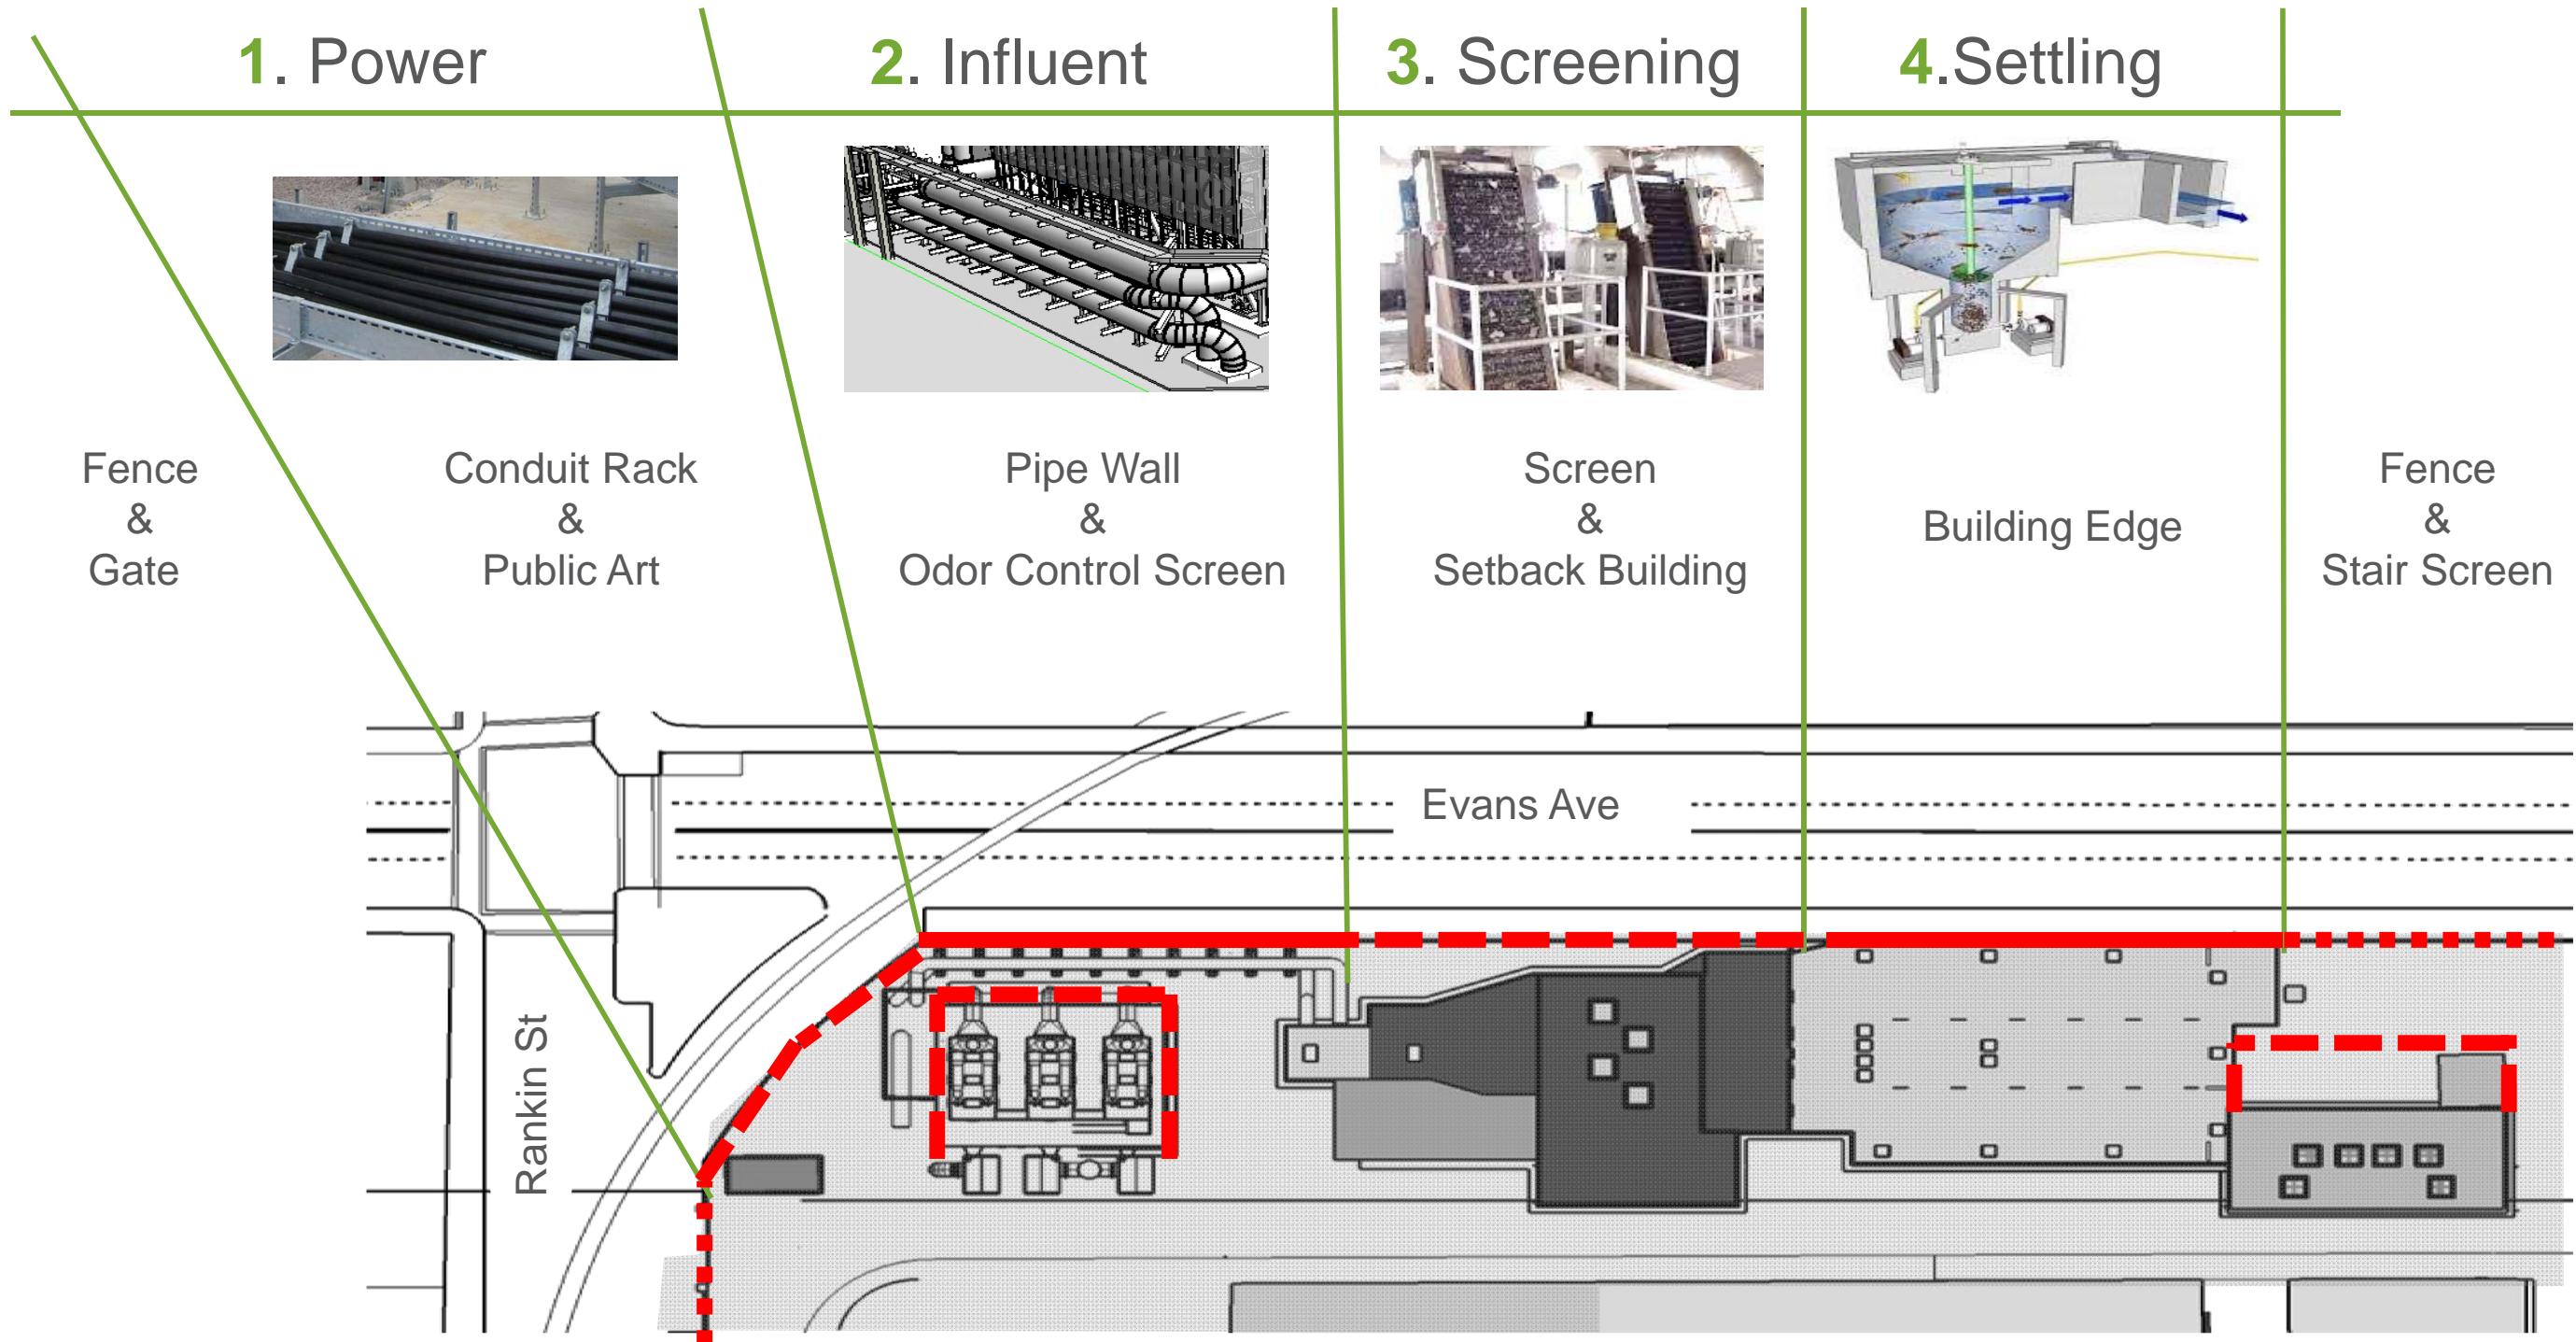 1. Power
2. Influent
3. Screening
4.Settling
Fence
&
Gate
Conduit Rack
&
Public Art
Pipe Wall
&
Odor Control Screen
Screen
&
Setback Building
Building Edge
Fence
&
Stair Screen
Evans Ave
Rankin St